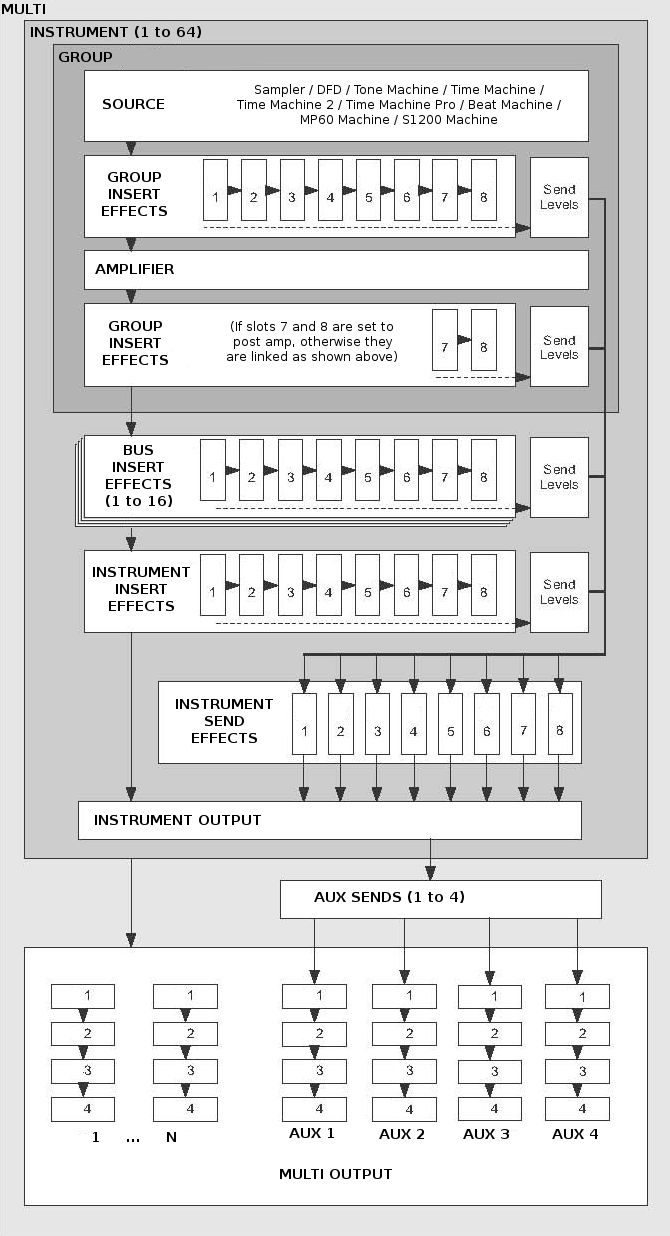 MULTI
INSTRUMENT (1 to 64)
GROUP
SOURCE
Sampler / DFD / Tone Machine / Time Machine /
Time Machine 2 / Time Machine Pro / Beat Machine /
MP60 Machine / S1200 Machine
GROUP
INSERT
EFFECTS
1 2 3 4 5 6 7 8
Send
Levels
AMPLIFIER
GROUP
INSERT
EFFECTS
(If slots 7 and 8 are set to
post amp, otherwise they
are linked as shown above)
7 8
Send
Levels
BUS
INSERT
EFFECTS
(1 to 16)
1 2 3 4 5 6 7 8
Send
Levels
INSTRUMENT
INSERT
EFFECTS
1 2 3 4 5 6 7 8
Send
Levels
INSTRUMENT
SEND
EFFECTS
1 2 3 4 5 6 7 8
INSTRUMENT OUTPUT
AUX SENDS (1 to 4)
1 1 1 1 1 1
2 2 2 2 2 2
3 3 3 3 3 3
4 4 4 4 4 4
1 ... N AUX 1 AUX 2 AUX 3 AUX 4
MULTI OUTPUT